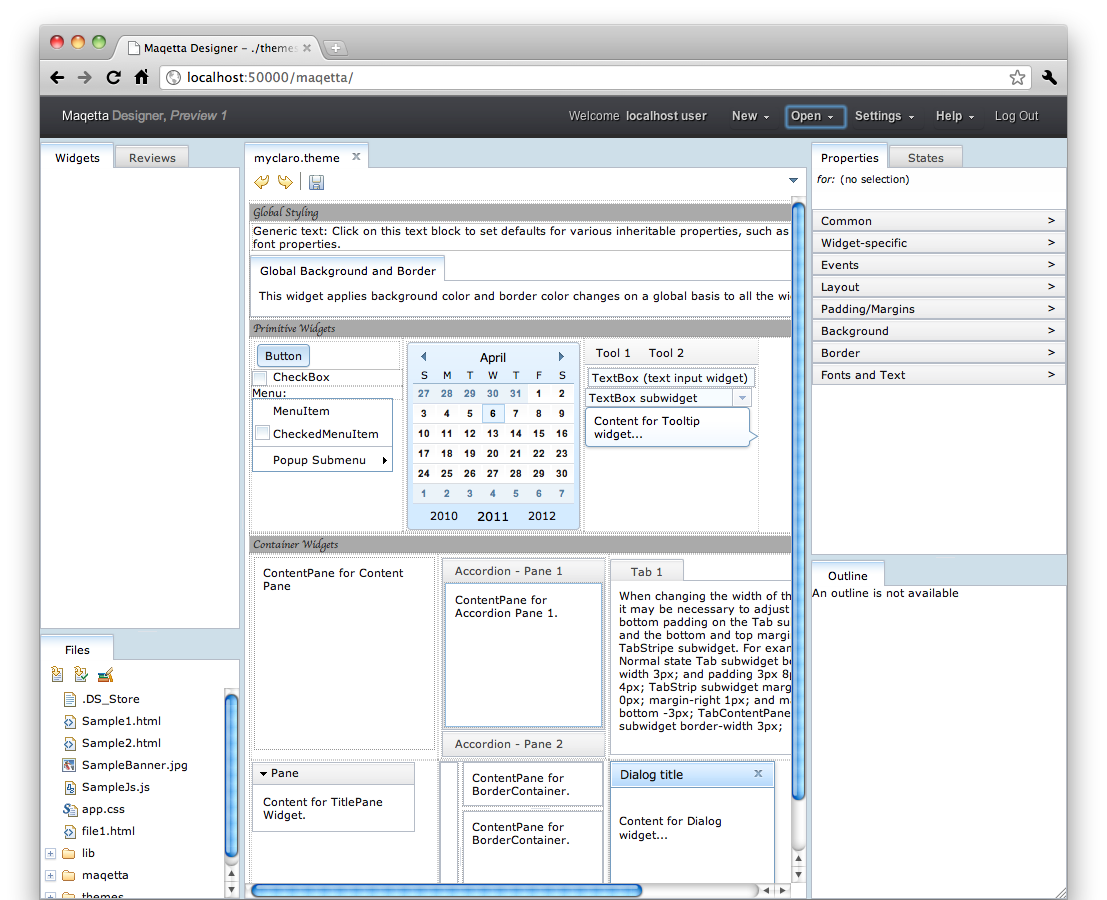 Maqetta Designer – ./themes
localhost:50000/maqetta/
Maqetta Designer, Preview 1
Welcome localhost user
New
Open
Settings
Help
Log Out
Widgets
Reviews
myclaro.theme
Global Styling
Generic text: Click on this text block to set defaults for various inheritable properties, such as
font properties.
Global Background and Border
This widget applies background color and border color changes on a global basis to all the wi
Primitive Widgets
Button
CheckBox
Menu:
MenuItem
CheckedMenuItem
Popup Submenu
April
S M T W T F S
27 28 29 30 31 1 2
3 4 5 6 7 8 9
10 11 12 13 14 15 16
17 18 19 20 21 22 23
24 25 26 27 28 29 30
1 2 3 4 5 6 7
2010 2011 2012
Tool 1 Tool 2
TextBox (text input widget)
TextBox subwidget
Content for Tooltip
widget...
Container Widgets
ContentPane for Content
Pane
Accordion - Pane 1
ContentPane for
Accordion Pane 1.
Accordion - Pane 2
Tab 1
When changing the width of th
it may be necessary to adjust
bottom padding on the Tab su
and the bottom and top margi
TabStripe subwidget. For exam
Normal state Tab subwidget bo
width 3px; and padding 3px 8p
4px; TabStrip subwidget marg
0px; margin-right 1px; and ma
bottom -3px; TabContentPane
subwidget border-width 3px;
Pane
Content for TitlePane
Widget.
ContentPane for
BorderContainer.
ContentPane for
BorderContainer.
Dialog title
Content for Dialog
widget...
Files
.DS_Store
Sample1.html
Sample2.html
SampleBanner.jpg
SampleJs.js
app.css
file1.html
lib
maqetta
themes
Properties
States
for: (no selection)
Common >
Widget-specific >
Events >
Layout >
Padding/Margins >
Background >
Border >
Fonts and Text >
Outline
An outline is not available